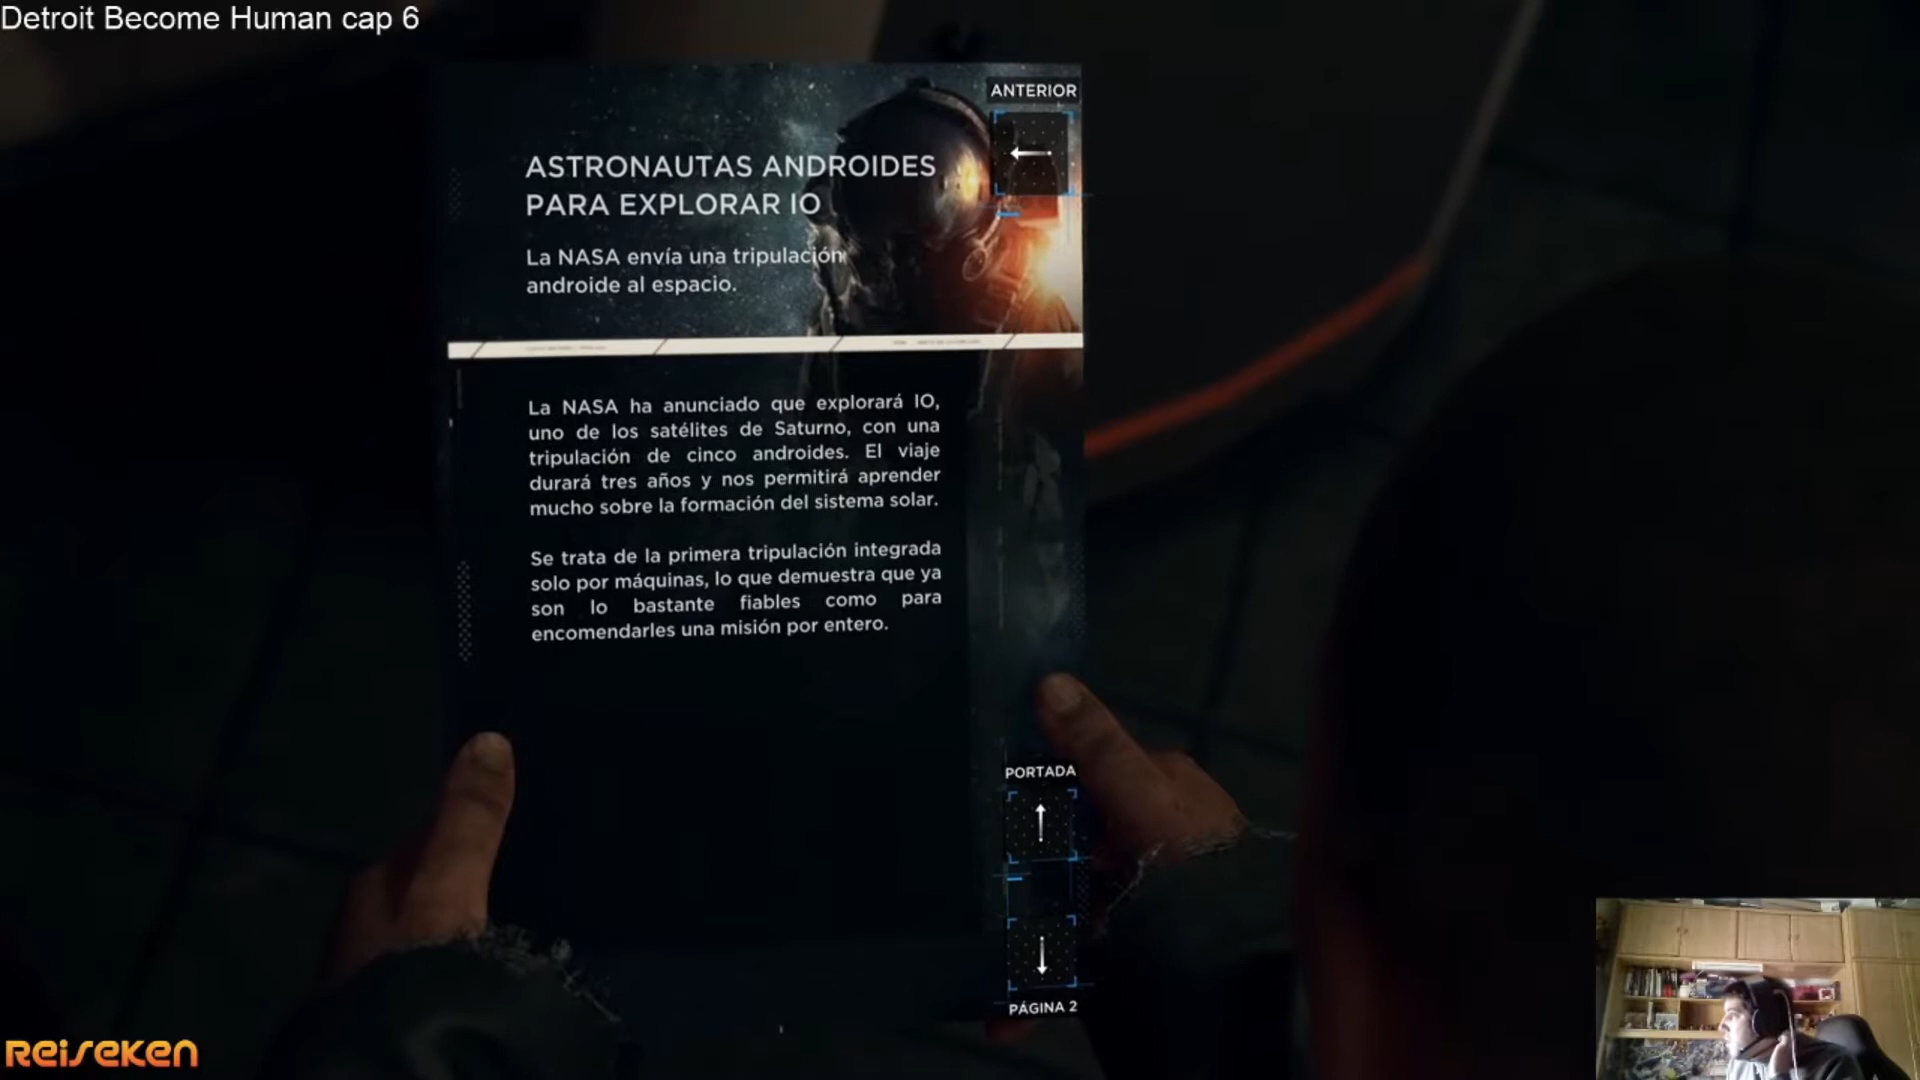 Detroit Become Human cap 6
ANTERIOR
ASTRONAUTAS ANDROIDES
PARA EXPLORAR IO
La NASA envía una tripulación
androide al espacio.
La NASA ha anunciado que explorará IO,
uno de los satélites de Saturno, con una
tripulación de cinco androides. El viaje
durará tres años y nos permitirá aprender
mucho sobre la formación del sistema solar.
Se trata de la primera tripulación integrada
solo por máquinas, lo que demuestra que ya
son lo bastante fiables como para
encomendarles una misión por entero.
PORTADA
PÁGINA 2
REISEKEN